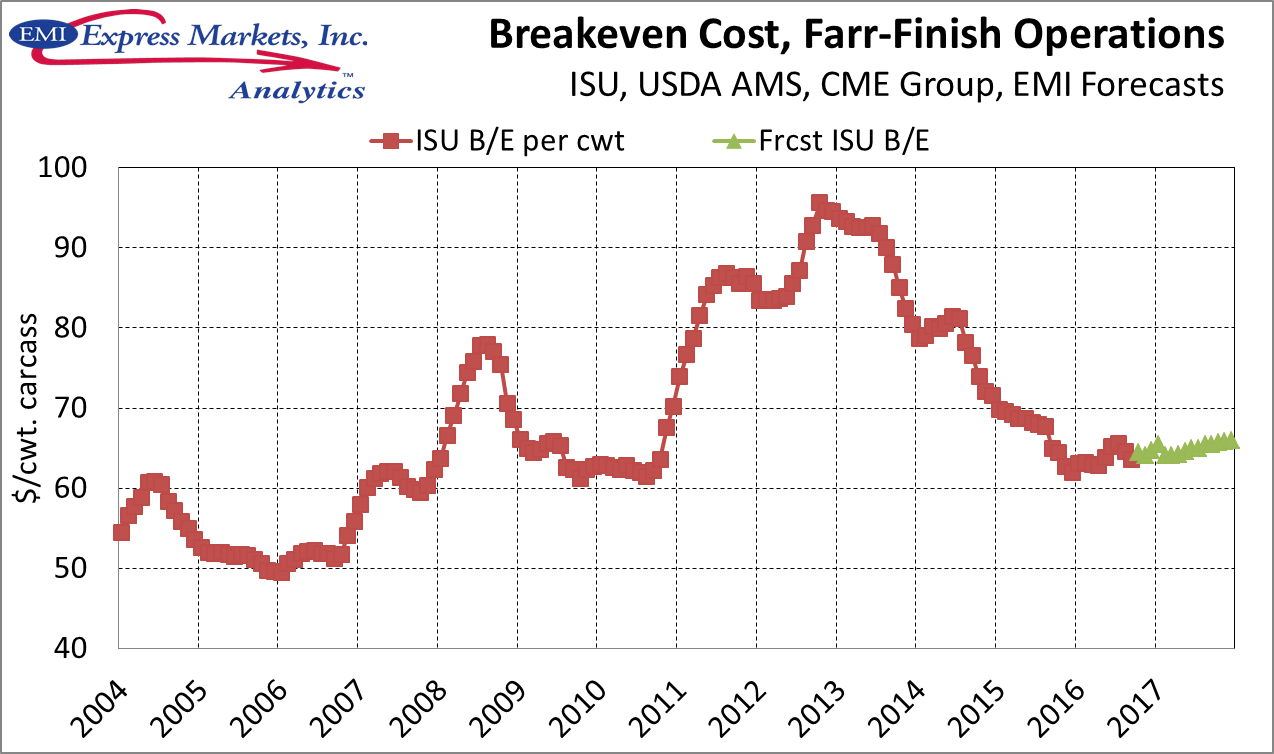 EMI Express Markets, Inc.
™
Analytics
Breakeven Cost, Farr-Finish Operations
ISU, USDA AMS, CME Group, EMI Forecasts
ISU B/E per cwt Frcst ISU B/E
$/cwt. carcass
100
90
80
70
60
50
40
2004 2005 2006 2007 2008 2009 2010 2011 2012 2013 2014 2015 2016 2017